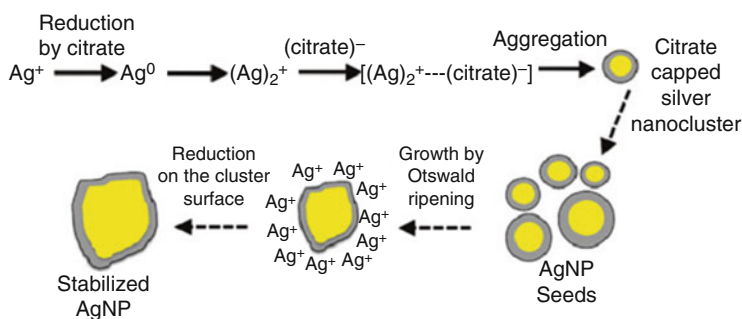 Reduction
by citrate
Ag⁺ Ag⁰ (Ag)₂⁺ (citrate)⁻ [(Ag)₂⁺---(citrate)⁻] Aggregation
Citrate
capped
silver
nanocluster
AgNP
Seeds
Growth by
Otswald
ripening
Ag⁺ Ag⁺
Ag⁺ Ag⁺
Ag⁺
Ag⁺ Ag⁺
Ag⁺ Ag⁺ Ag⁺
Reduction
on the cluster
surface
Stabilized
AgNP